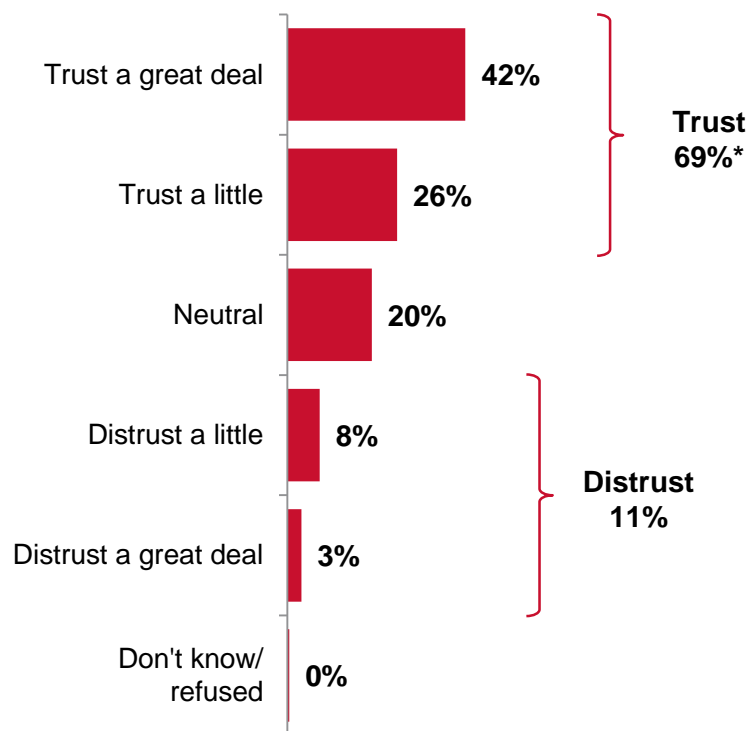 Trust a great deal
42%
Trust
69%*
Trust a little
26%
Neutral
20%
Distrust a little
8%
Distrust
11%
Distrust a great deal
3%
Don't know/
refused
0%